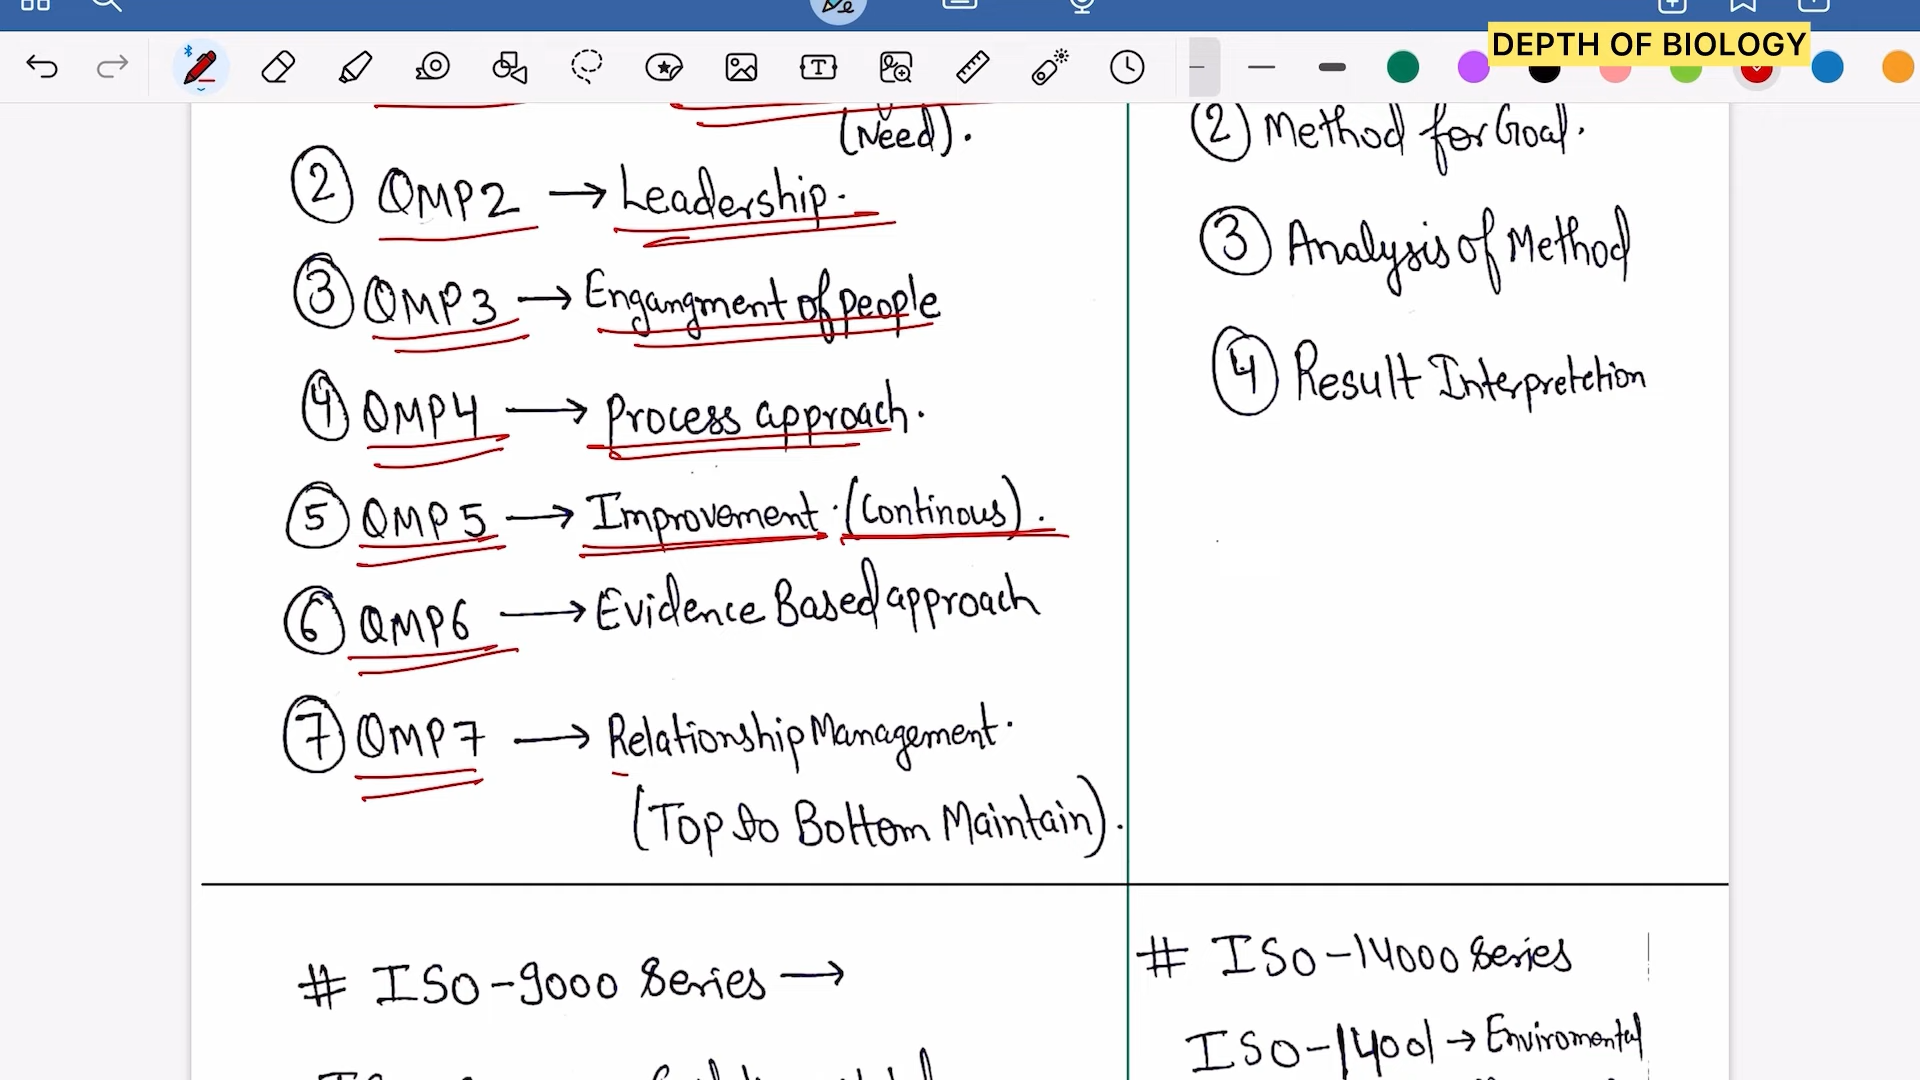 DEPTH OF BIOLOGY
(Need).
② QMP2 → Leadership.
③ QMP3 → Engangment of people
④ QMP4 → Process approach.
⑤ QMP5 → Improvement. (Continous).
⑥ QMP6 → Evidence Based approach
⑦ QMP7 → Relationship Management.
(Top to Bottom Maintain).
② Method for Goal.
③ Analysis of Method
④ Result Interpretetion
# ISO-9000 Series →
# ISO-14000 Series
ISO-14001 → Enviromental